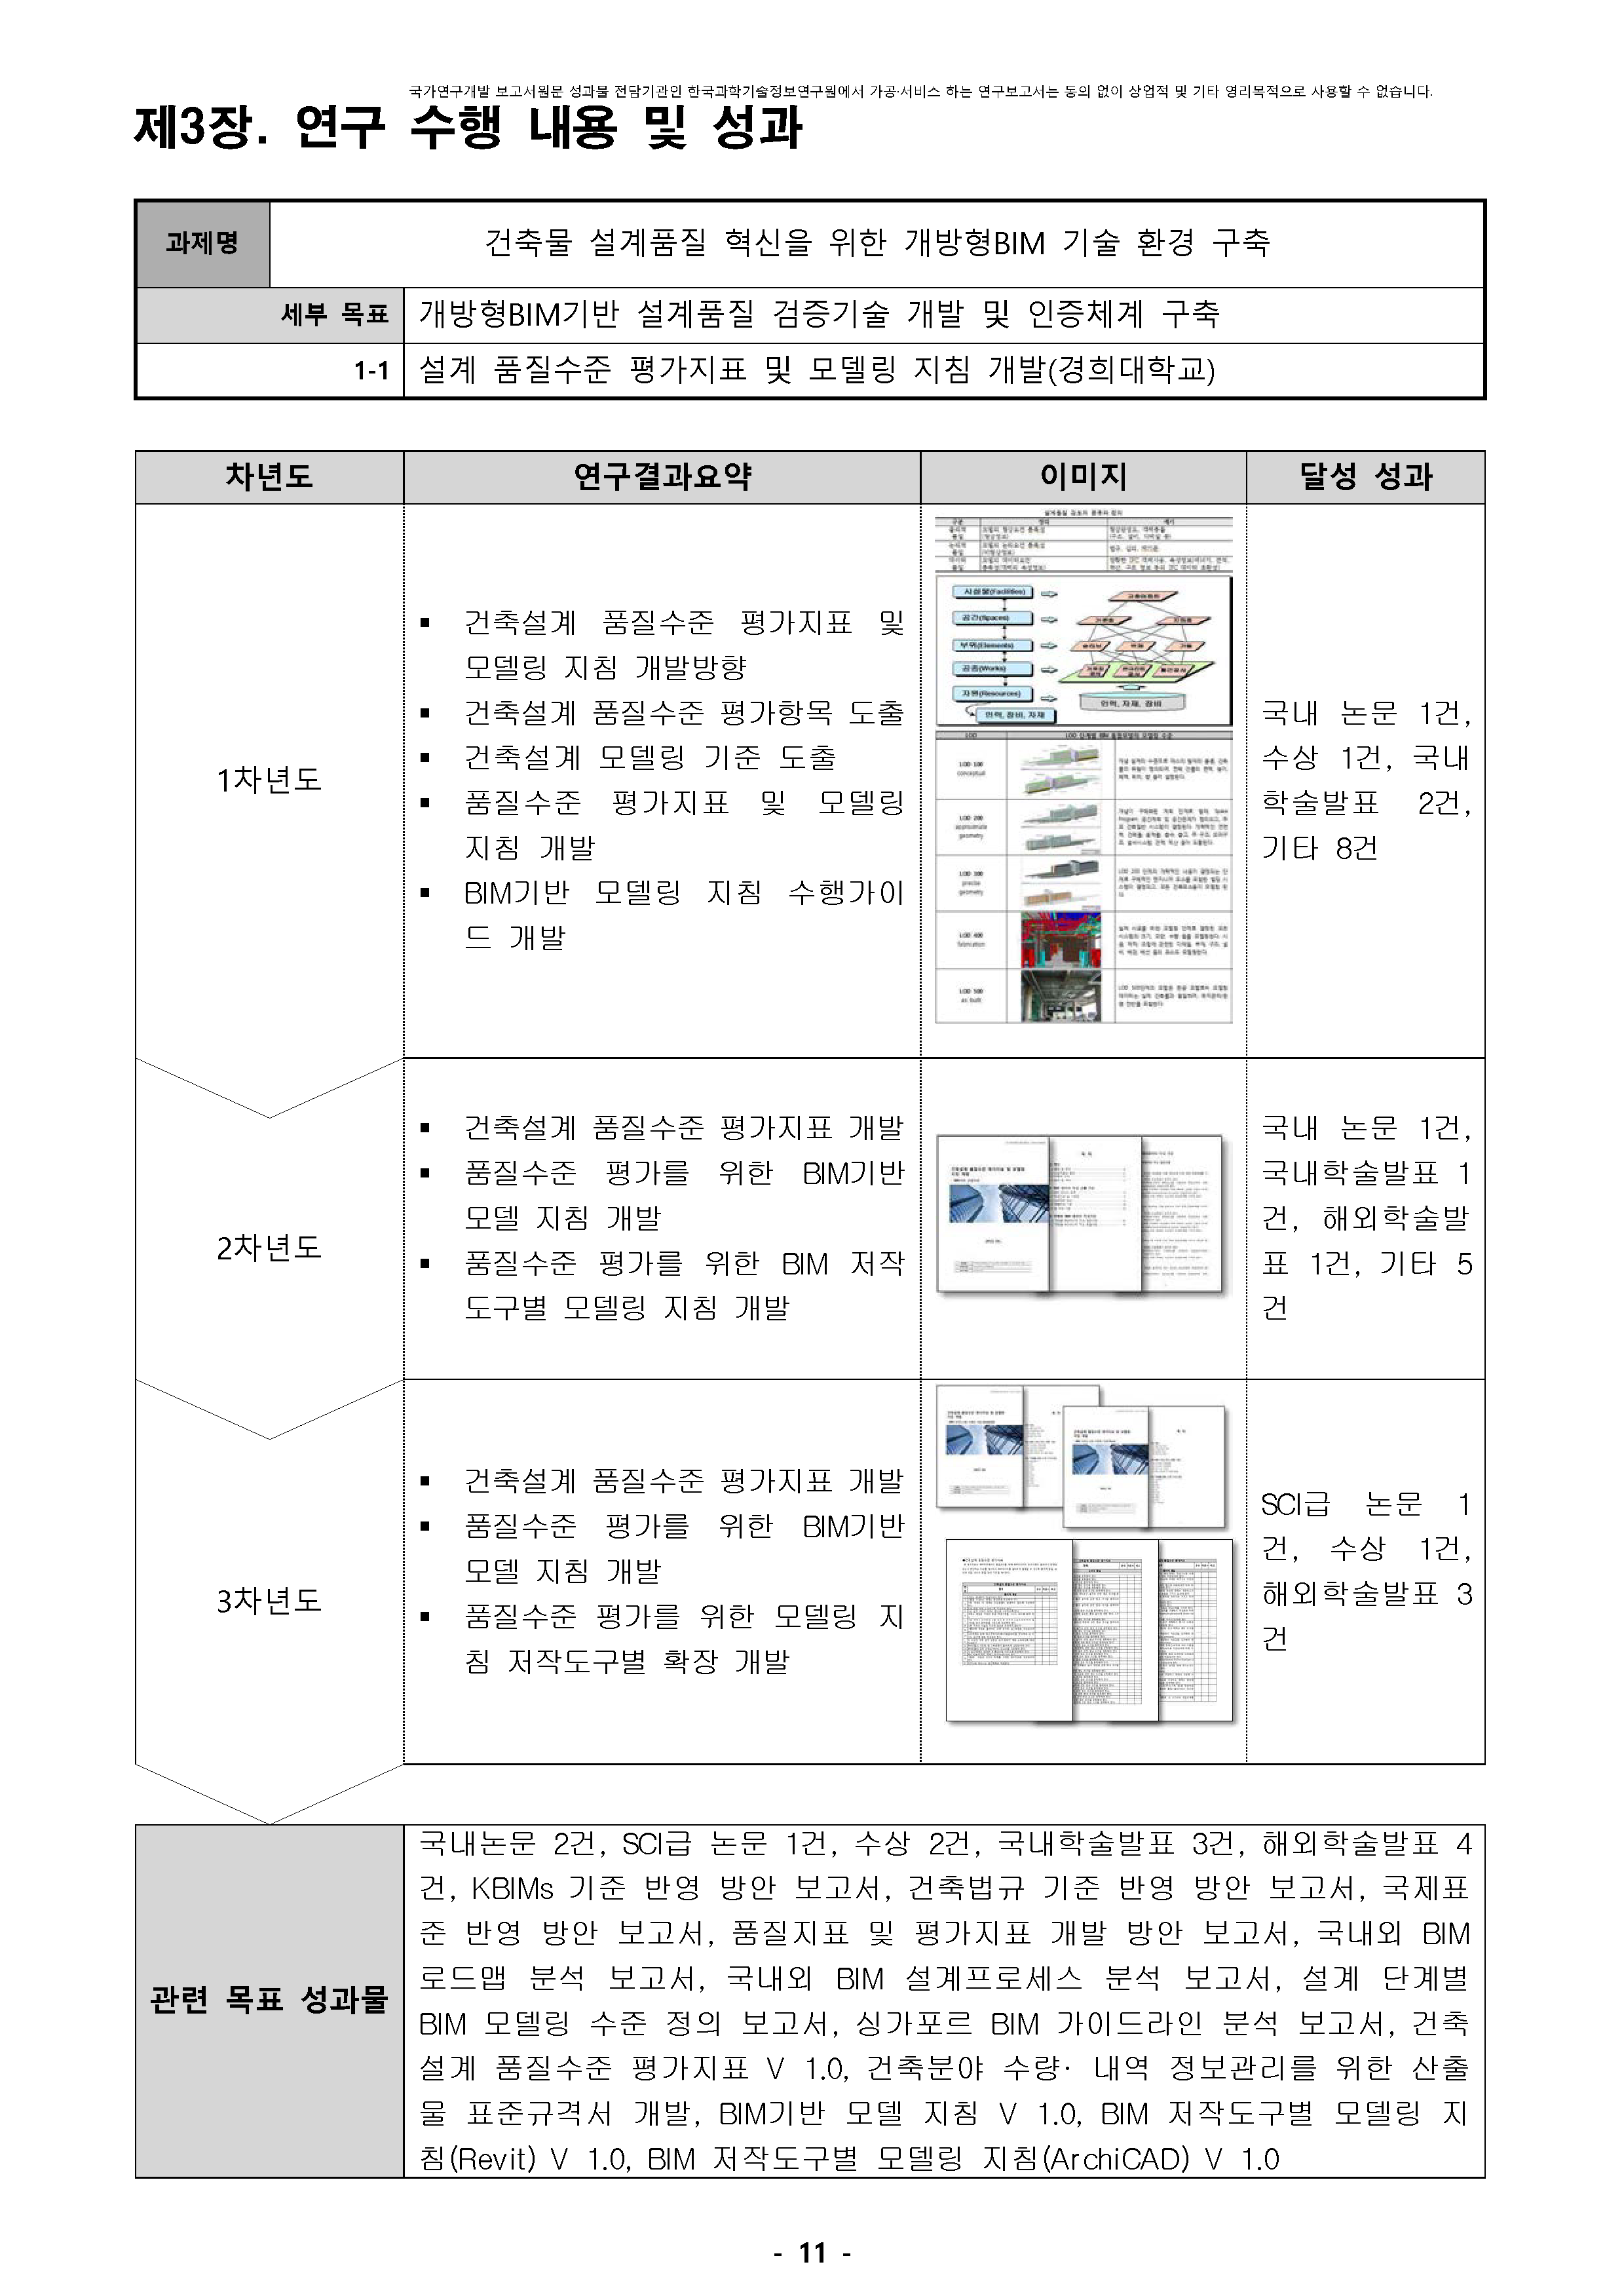 국가연구개발 보고서원문 성과물 전담기관인 한국과학기술정보연구원에서 가공·서비스 하는 연구보고서는 동의 없이 상업적 및 기타 영리목적으로 사용할 수 없습니다.
제3장. 연구 수행 내용 및 성과
과제명
건축물 설계품질 혁신을 위한 개방형BIM 기술 환경 구축
세부 목표
개방형BIM기반 설계품질 검증기술 개발 및 인증체계 구축
1-1
설계 품질수준 평가지표 및 모델링 지침 개발(경희대학교)
차년도
연구결과요약
이미지
달성 성과
1차년도
▪ 건축설계 품질수준 평가지표 및
모델링 지침 개발방향
▪ 건축설계 품질수준 평가항목 도출
▪ 건축설계 모델링 기준 도출
▪ 품질수준 평가지표 및 모델링
지침 개발
▪ BIM기반 모델링 지침 수행가이
드 개발
시설물(Facilities)
공간(Spaces)
부위(Elements)
공종(Works)
자원(Resources)
인력, 장비, 자재
인력, 자재, 장비
LOD
LOD 100
conceptual
LOD 200
approximate
geometry
LOD 300
precise
geometry
LOD 400
fabrication
LOD 500
as built
국내 논문 1건,
수상 1건, 국내
학술발표 2건,
기타 8건
2차년도
▪ 건축설계 품질수준 평가지표 개발
▪ 품질수준 평가를 위한 BIM기반
모델 지침 개발
▪ 품질수준 평가를 위한 BIM 저작
도구별 모델링 지침 개발
국내 논문 1건,
국내학술발표 1
건, 해외학술발
표 1건, 기타 5
건
3차년도
▪ 건축설계 품질수준 평가지표 개발
▪ 품질수준 평가를 위한 BIM기반
모델 지침 개발
▪ 품질수준 평가를 위한 모델링 지
침 저작도구별 확장 개발
SCI급 논문 1
건, 수상 1건,
해외학술발표 3
건
관련 목표 성과물
국내논문 2건, SCI급 논문 1건, 수상 2건, 국내학술발표 3건, 해외학술발표 4
건, KBIMs 기준 반영 방안 보고서, 건축법규 기준 반영 방안 보고서, 국제표
준 반영 방안 보고서, 품질지표 및 평가지표 개발 방안 보고서, 국내외 BIM
로드맵 분석 보고서, 국내외 BIM 설계프로세스 분석 보고서, 설계 단계별
BIM 모델링 수준 정의 보고서, 싱가포르 BIM 가이드라인 분석 보고서, 건축
설계 품질수준 평가지표 V 1.0, 건축분야 수량· 내역 정보관리를 위한 산출
물 표준규격서 개발, BIM기반 모델 지침 V 1.0, BIM 저작도구별 모델링 지
침(Revit) V 1.0, BIM 저작도구별 모델링 지침(ArchiCAD) V 1.0
- 11 -